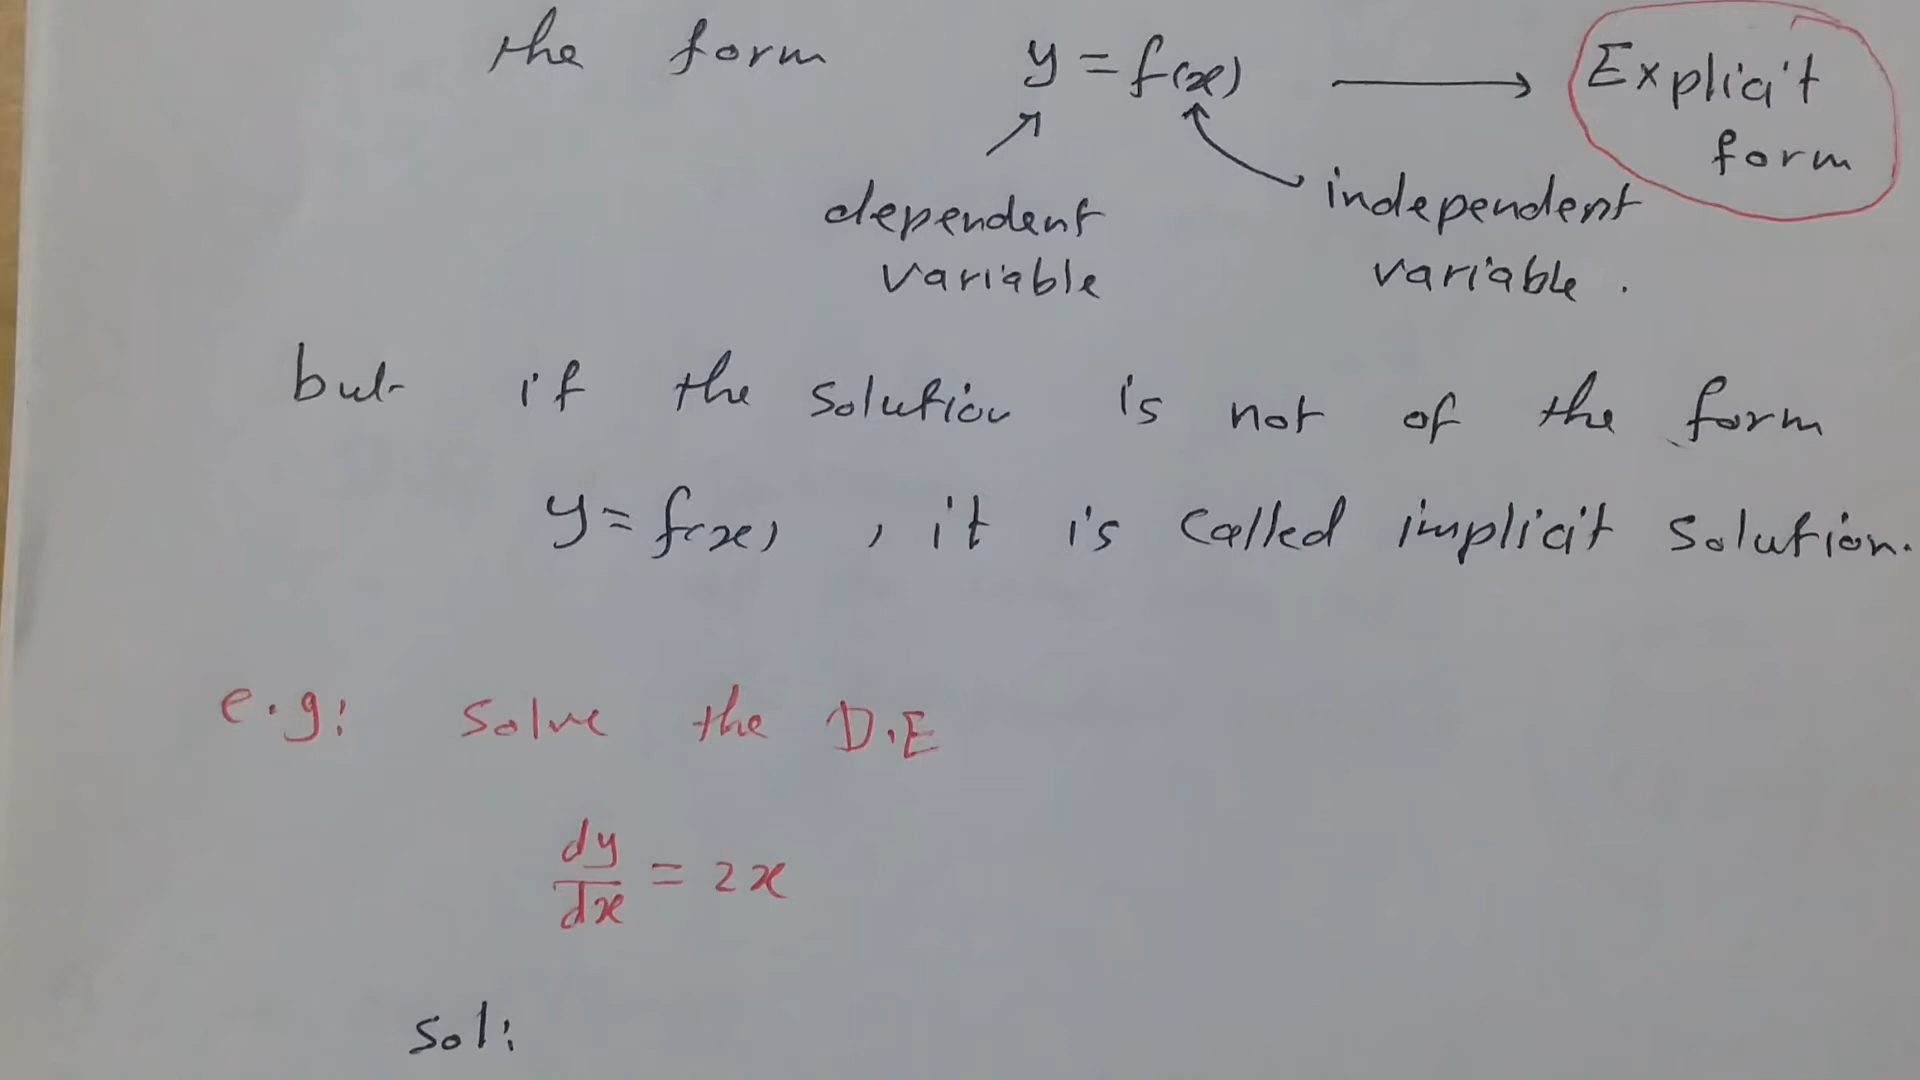 the form y = f(x) → Explicit
form
dependent independent
variable variable .
but if the solution is not of the form
y = f(x) , it is called implicit solution.
e.g: solve the D.E
dy/dx = 2x
Sol: